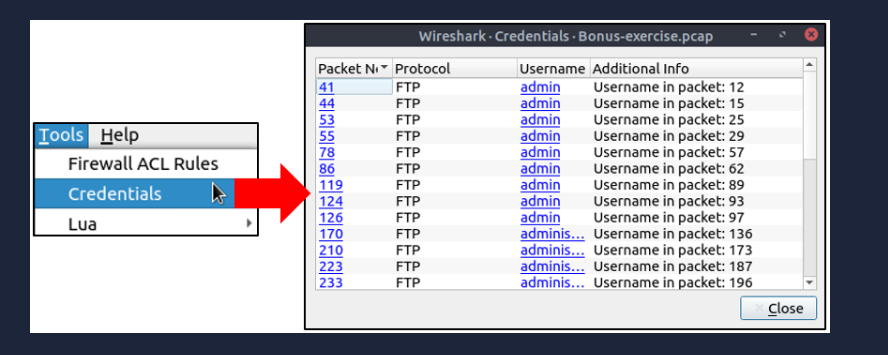 Wireshark · Credentials · Bonus-exercise.pcap
Packet No Protocol Username Additional Info
41 FTP admin Username in packet: 12
44 FTP admin Username in packet: 15
53 FTP admin Username in packet: 25
55 FTP admin Username in packet: 29
78 FTP admin Username in packet: 57
86 FTP admin Username in packet: 62
119 FTP admin Username in packet: 89
124 FTP admin Username in packet: 93
126 FTP admin Username in packet: 97
170 FTP adminis... Username in packet: 136
210 FTP adminis... Username in packet: 173
223 FTP adminis... Username in packet: 187
233 FTP adminis... Username in packet: 196
Close
Tools Help
Firewall ACL Rules
Credentials
Lua